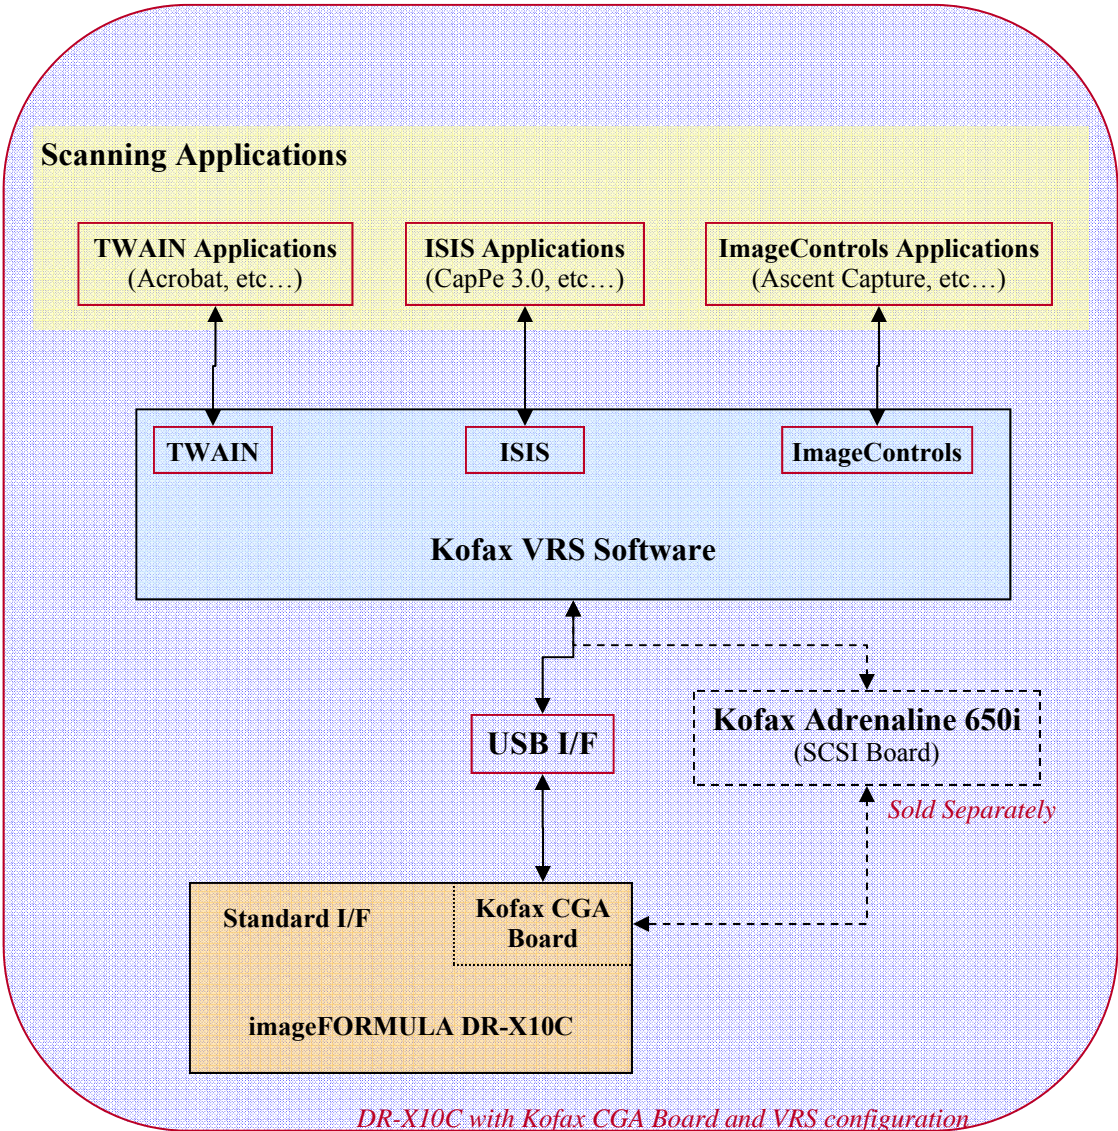 Scanning Applications
TWAIN Applications
(Acrobat, etc…)
ISIS Applications
(CapPe 3.0, etc…)
ImageControls Applications
(Ascent Capture, etc…)
TWAIN
ISIS
ImageControls
Kofax VRS Software
USB I/F
Kofax Adrenaline 650i
(SCSI Board)
Sold Separately
Standard I/F
Kofax CGA
Board
imageFORMULA DR-X10C
DR-X10C with Kofax CGA Board and VRS configuration